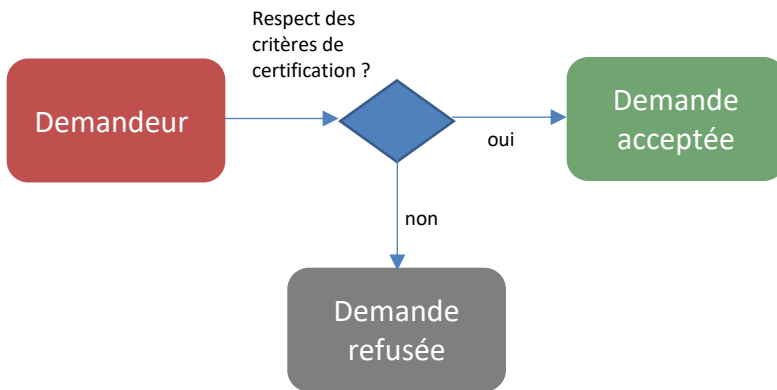 Respect des
critères de
certification ?
Demandeur
oui
Demande
acceptée
non
Demande
refusée